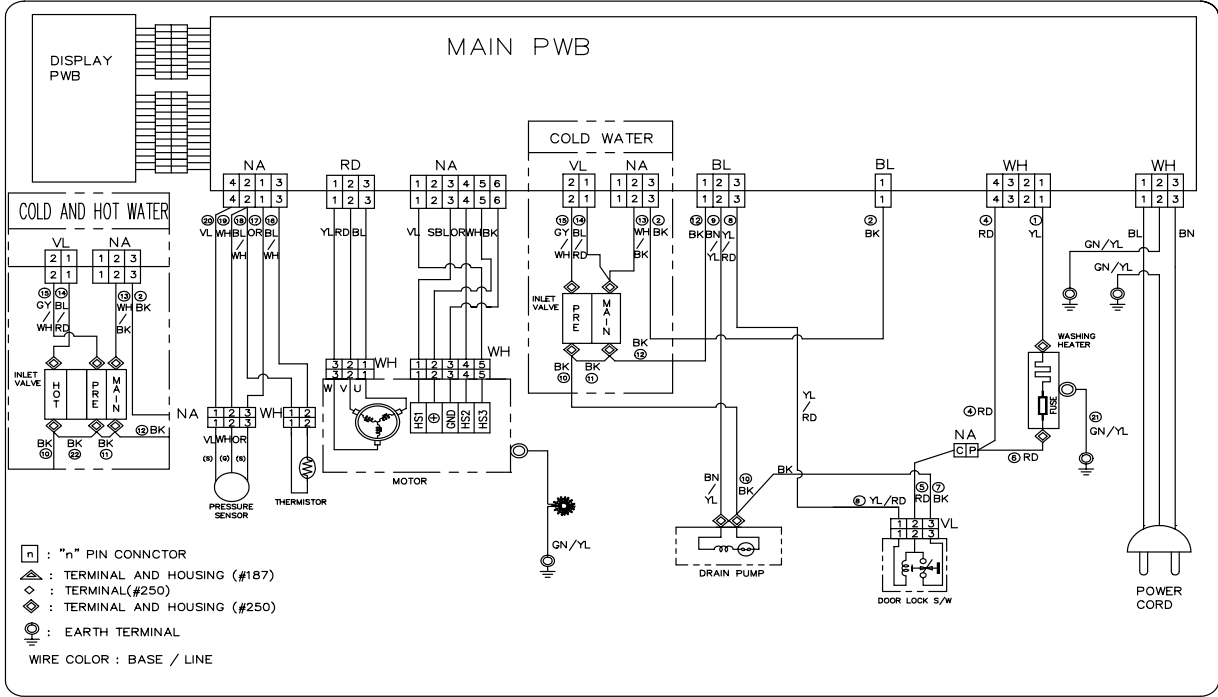 MAIN PWB
DISPLAY
PWB
COLD WATER
NA
RD
NA
VL
NA
BL
BL
WH
WH
4 2 1 3
1 2 3
1 2 3 4 5 6
2 1
1 2 3
1 2 3
1
4 3 2 1
1 2 3
4 2 1 3
1 2 3
1 2 3 4 5 6
2 1
1 2 3
1 2 3
1
4 3 2 1
1 2 3
COLD AND HOT WATER
VL
NA
2 1
1 2 3
2 1
1 2 3
15 14 13 2
GY BL WH BK
/ / /
WH RD BK
20 19 18 17 16
VL WH BL OR BL
/ /
WH WH
YL RD BL
VL S BL OR WH BK
15 14 13 2
GY BL WH BK
/ / /
WH RD BK
12 9 8
BK BN YL
/ /
YL RD
2
BK
4
RD
1
YL
BL
BN
GN/YL
GN/YL
INLET
VALVE
PRE
MAIN
BK
12
BK BK
10 11
WASHING
HEATER
FUSE
21
GN/YL
INLET
VALVE
HOT
PRE
MAIN
12 BK
BK BK BK
10 22 11
NA
1 2 3
1 2 3
WH
1 2
1 2
VL WH OR
(S) (G) (S)
PRESSURE
SENSOR
THERMISTOR
3 2 1
3 2 1
WH
W V U
MOTOR
1 2 3 4 5
1 2 3 4 5
WH
HS1
GND
HS2
HS3
GN/YL
YL
/
RD
4 RD
NA
C P
6 RD
BN
/
YL
10
BK
BK
5
RD
7
BK
8 YL/RD
1 2 3
1 2 3
VL
DRAIN PUMP
DOOR LOCK S/W
POWER
CORD
n : "n" PIN CONNCTOR
: TERMINAL AND HOUSING (#187)
: TERMINAL(#250)
: TERMINAL AND HOUSING (#250)
: EARTH TERMINAL
WIRE COLOR : BASE / LINE